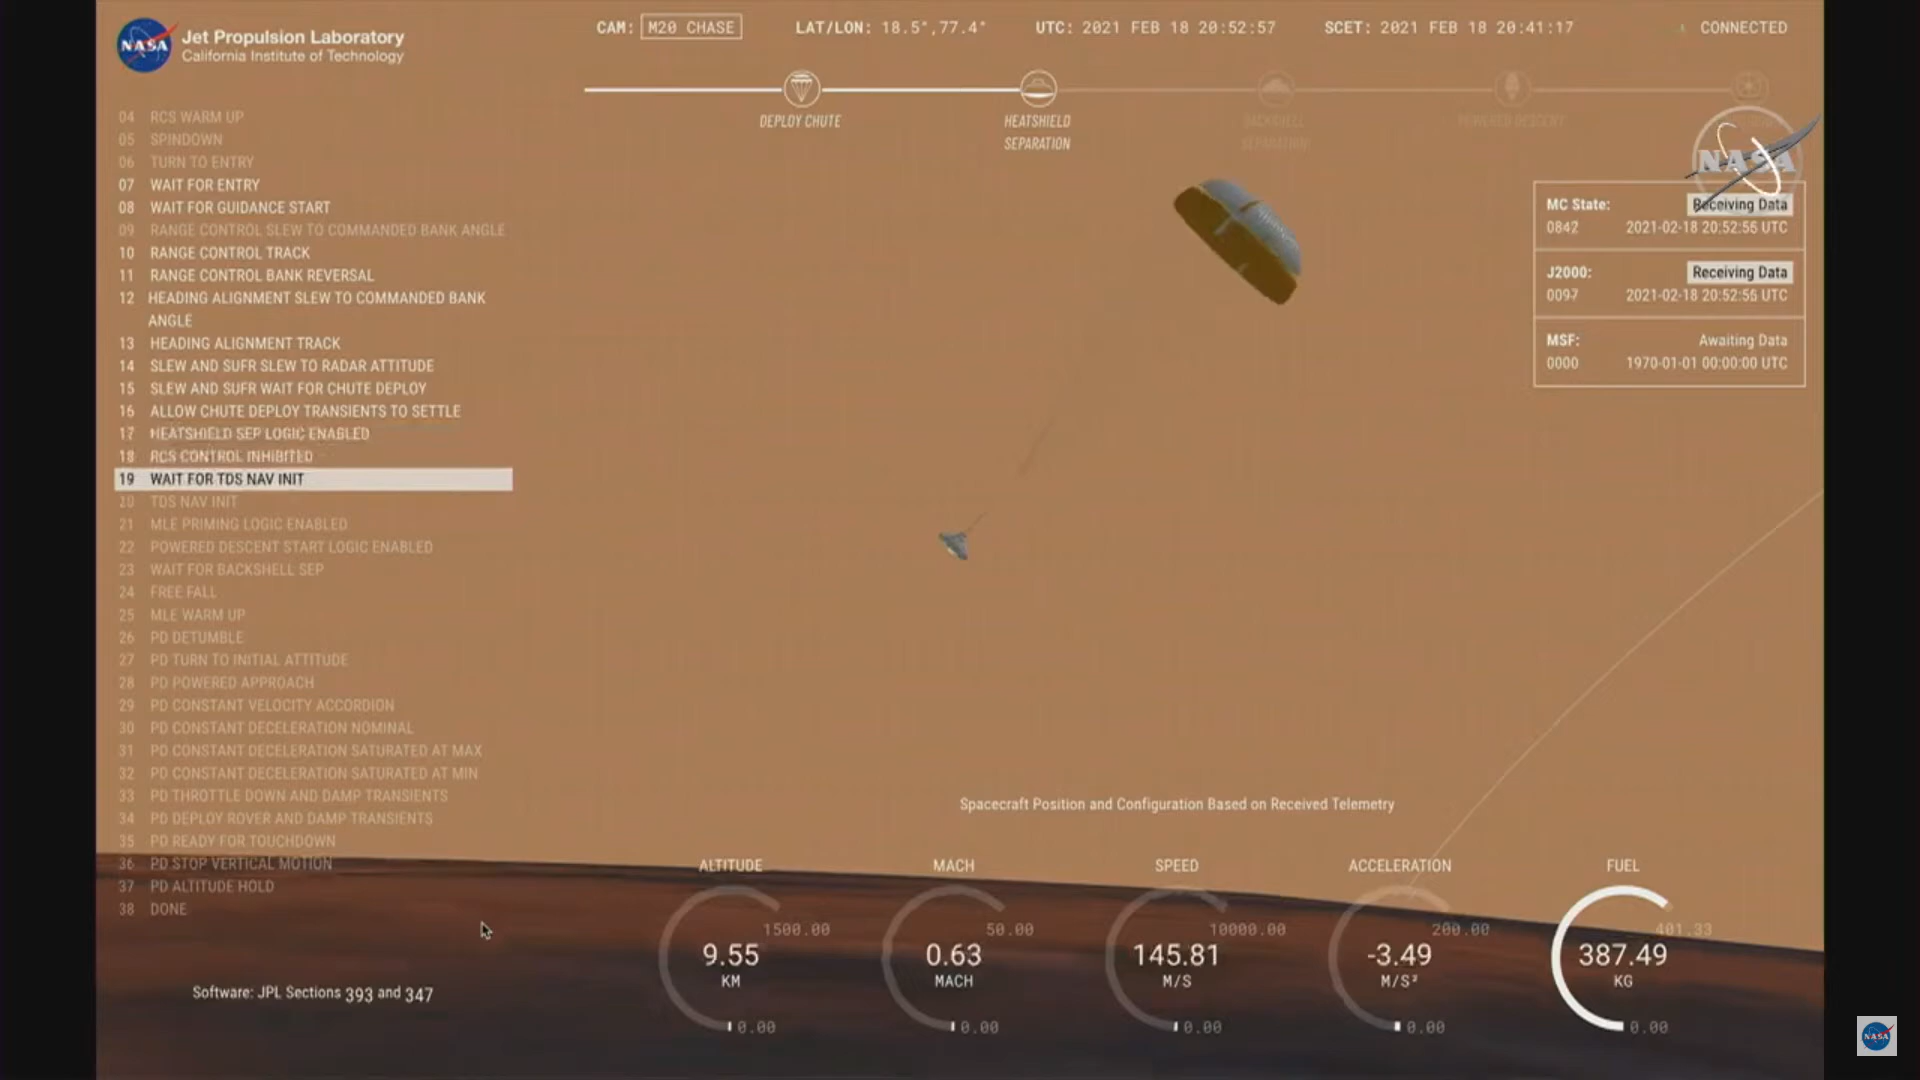 NASA
Jet Propulsion Laboratory
California Institute of Technology
CAM: M20 CHASE
LAT/LON: 18.5°,77.4°
UTC: 2021 FEB 18 20:52:57
SCET: 2021 FEB 18 20:41:17
CONNECTED
DEPLOY CHUTE
HEATSHIELD
SEPARATION
BACKSHELL
SEPARATION
POWERED DESCENT
NASA
04 RCS WARM UP
05 SPINDOWN
06 TURN TO ENTRY
07 WAIT FOR ENTRY
08 WAIT FOR GUIDANCE START
09 RANGE CONTROL SLEW TO COMMANDED BANK ANGLE
10 RANGE CONTROL TRACK
11 RANGE CONTROL BANK REVERSAL
12 HEADING ALIGNMENT SLEW TO COMMANDED BANK
ANGLE
13 HEADING ALIGNMENT TRACK
14 SLEW AND SUFR SLEW TO RADAR ATTITUDE
15 SLEW AND SUFR WAIT FOR CHUTE DEPLOY
16 ALLOW CHUTE DEPLOY TRANSIENTS TO SETTLE
17 HEATSHIELD SEP LOGIC ENABLED
18 RCS CONTROL INHIBITED
19 WAIT FOR TDS NAV INIT
20 TDS NAV INIT
21 MLE PRIMING LOGIC ENABLED
22 POWERED DESCENT START LOGIC ENABLED
23 WAIT FOR BACKSHELL SEP
24 FREE FALL
25 MLE WARM UP
26 PD DETUMBLE
27 PD TURN TO INITIAL ATTITUDE
28 PD POWERED APPROACH
29 PD CONSTANT VELOCITY ACCORDION
30 PD CONSTANT DECELERATION NOMINAL
31 PD CONSTANT DECELERATION SATURATED AT MAX
32 PD CONSTANT DECELERATION SATURATED AT MIN
33 PD THROTTLE DOWN AND DAMP TRANSIENTS
34 PD DEPLOY ROVER AND DAMP TRANSIENTS
35 PD READY FOR TOUCHDOWN
36 PD STOP VERTICAL MOTION
37 PD ALTITUDE HOLD
38 DONE
Software: JPL Sections 393 and 347
MC State: Receiving Data
0842 2021-02-18 20:52:56 UTC
J2000: Receiving Data
0097 2021-02-18 20:52:56 UTC
MSF: Awaiting Data
0000 1970-01-01 00:00:00 UTC
Spacecraft Position and Configuration Based on Received Telemetry
ALTITUDE
1500.00
9.55
KM
0.00
MACH
50.00
0.63
MACH
0.00
SPEED
10000.00
145.81
M/S
0.00
ACCELERATION
200.00
-3.49
M/S²
0.00
FUEL
401.33
387.49
KG
0.00
NASA